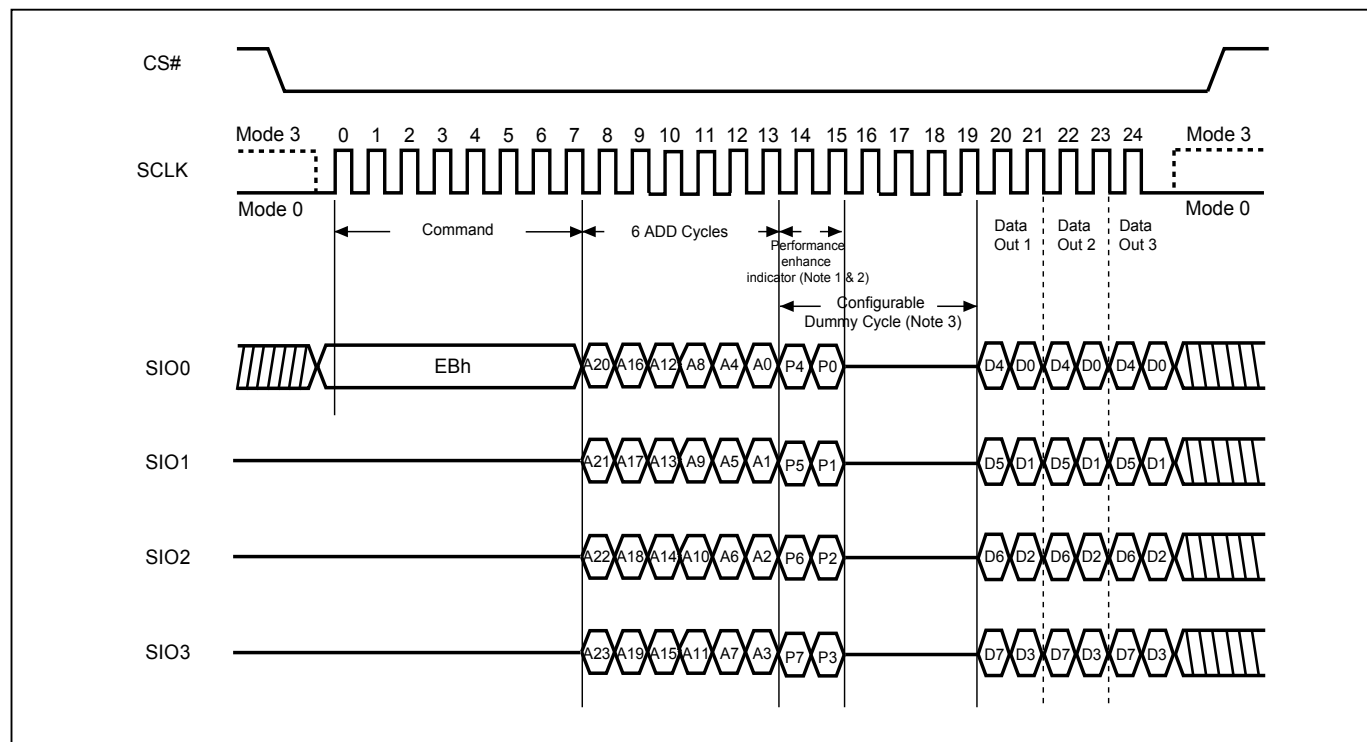 CS#
Mode 3
0 1 2 3 4 5 6 7 8 9 10 11 12 13 14 15 16 17 18 19 20 21 22 23 24
Mode 3
SCLK
Mode 0
Mode 0
Command
6 ADD Cycles
Performance
enhance
indicator (Note 1 & 2)
Data
Out 1
Data
Out 2
Data
Out 3
Configurable
Dummy Cycle (Note 3)
SIO0
EBh
A20 A16 A12 A8 A4 A0 P4 P0 D4 D0 D4 D0 D4 D0
SIO1
A21 A17 A13 A9 A5 A1 P5 P1 D5 D1 D5 D1 D5 D1
SIO2
A22 A18 A14 A10 A6 A2 P6 P2 D6 D2 D6 D2 D6 D2
SIO3
A23 A19 A15 A11 A7 A3 P7 P3 D7 D3 D7 D3 D7 D3